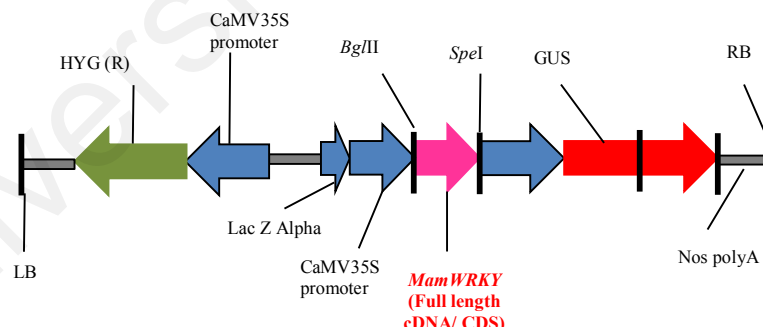 CaMV35S
promoter
HYG (R)
BglII
SpeI
GUS
RB
Lac Z Alpha
CaMV35S
promoter
LB
MamWRKY
(Full length
cDNA/ CDS)
Nos polyA
versi